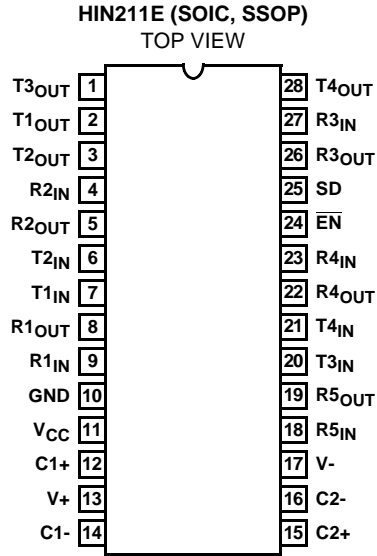 HIN211E (SOIC, SSOP)
TOP VIEW
T3OUT 1 28 T4OUT
T1OUT 2 27 R3IN
T2OUT 3 26 R3OUT
R2IN 4 25 SD
R2OUT 5 24 E̅N̅
T2IN 6 23 R4IN
T1IN 7 22 R4OUT
R1OUT 8 21 T4IN
R1IN 9 20 T3IN
GND 10 19 R5OUT
VCC 11 18 R5IN
C1+ 12 17 V-
V+ 13 16 C2-
C1- 14 15 C2+